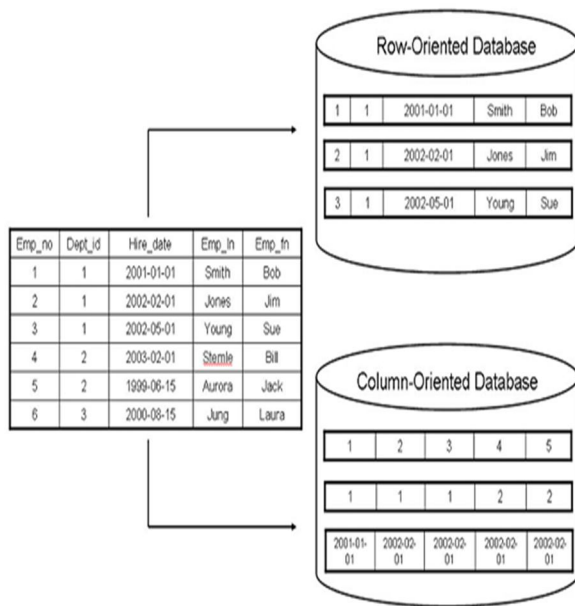 Row-Oriented Database
1 1 2001-01-01 Smith Bob
2 1 2002-02-01 Jones Jim
3 1 2002-05-01 Young Sue
Emp_no Dept_id Hire_date Emp_ln Emp_fn
1 1 2001-01-01 Smith Bob
2 1 2002-02-01 Jones Jim
3 1 2002-05-01 Young Sue
4 2 2003-02-01 Stemle Bill
5 2 1999-06-15 Aurora Jack
6 3 2000-08-15 Jung Laura
Column-Oriented Database
1 2 3 4 5
1 1 1 2 2
2001-01- 2002-02- 2002-02- 2002-02- 2002-02-
01 01 01 01 01